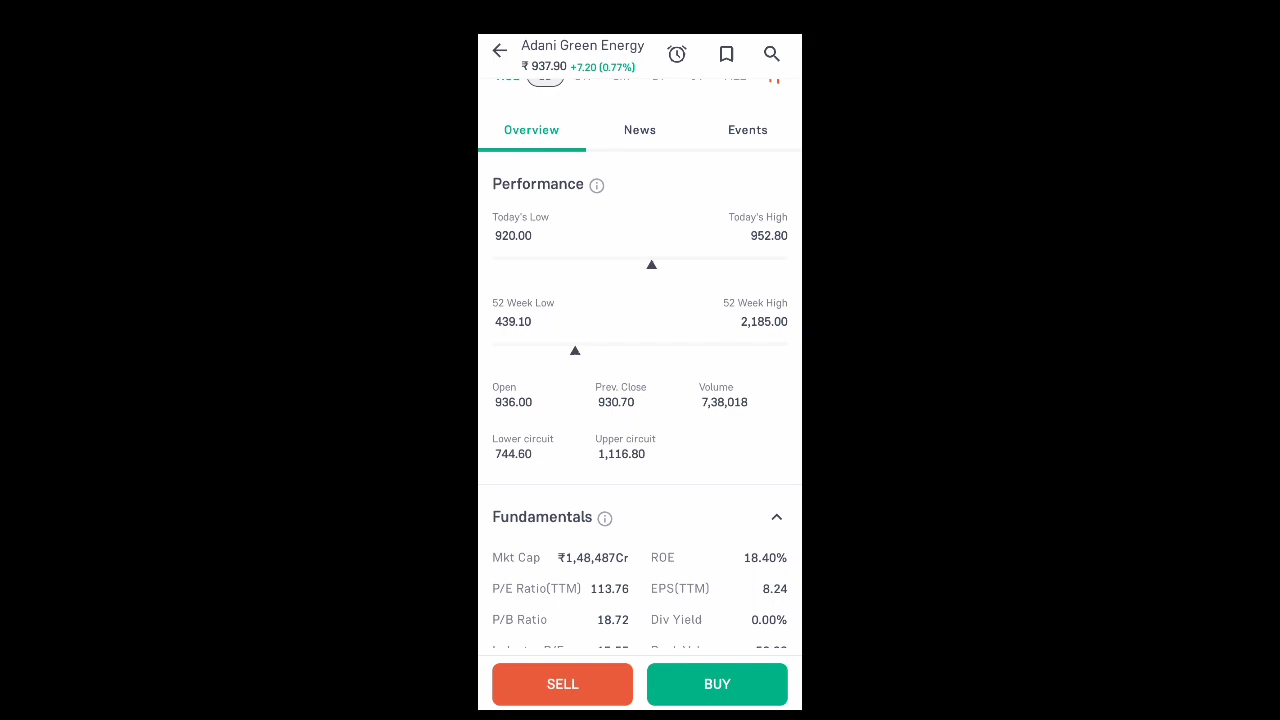 Adani Green Energy
₹ 937.90 +7.20 (0.77%)
Overview News Events
Performance
Today's Low Today's High
920.00 952.80
52 Week Low 52 Week High
439.10 2,185.00
Open Prev. Close Volume
936.00 930.70 7,38,018
Lower circuit Upper circuit
744.60 1,116.80
Fundamentals
Mkt Cap ₹1,48,487Cr ROE 18.40%
P/E Ratio(TTM) 113.76 EPS(TTM) 8.24
P/B Ratio 18.72 Div Yield 0.00%
SELL BUY